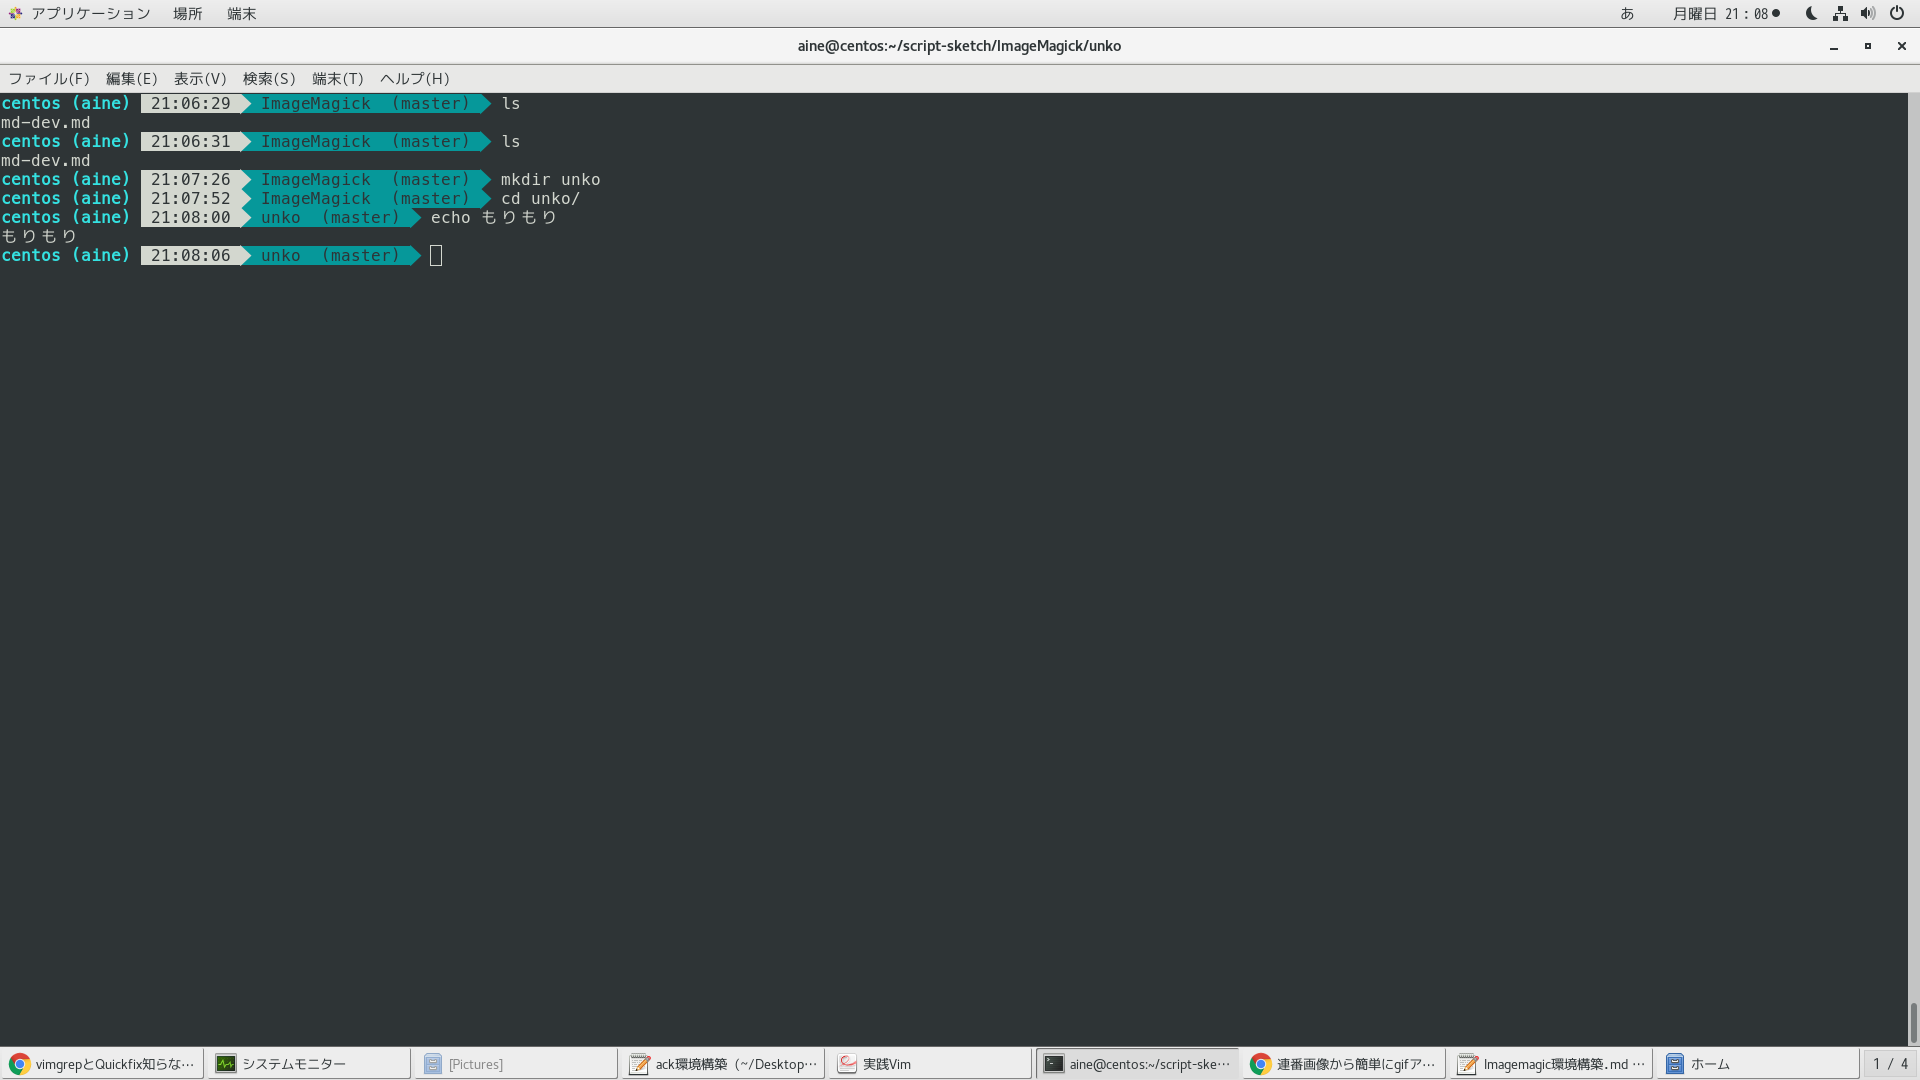 アプリケーション 場所 端末 あ 月曜日 21：08
aine@centos:~/script-sketch/ImageMagick/unko
ファイル(F) 編集(E) 表示(V) 検索(S) 端末(T) ヘルプ(H)
centos (aine) 21:06:29 ImageMagick (master) ls
md-dev.md
centos (aine) 21:06:31 ImageMagick (master) ls
md-dev.md
centos (aine) 21:07:26 ImageMagick (master) mkdir unko
centos (aine) 21:07:52 ImageMagick (master) cd unko/
centos (aine) 21:08:00 unko (master) echo もりもり
もりもり
centos (aine) 21:08:06 unko (master)
vimgrepとQuickfix知らな… システムモニター [Pictures] ack環境構築（~/Desktop… 実践Vim aine@centos:~/script-ske… 連番画像から簡単にgifア… Imagemagic環境構築.md … ホーム 1 / 4